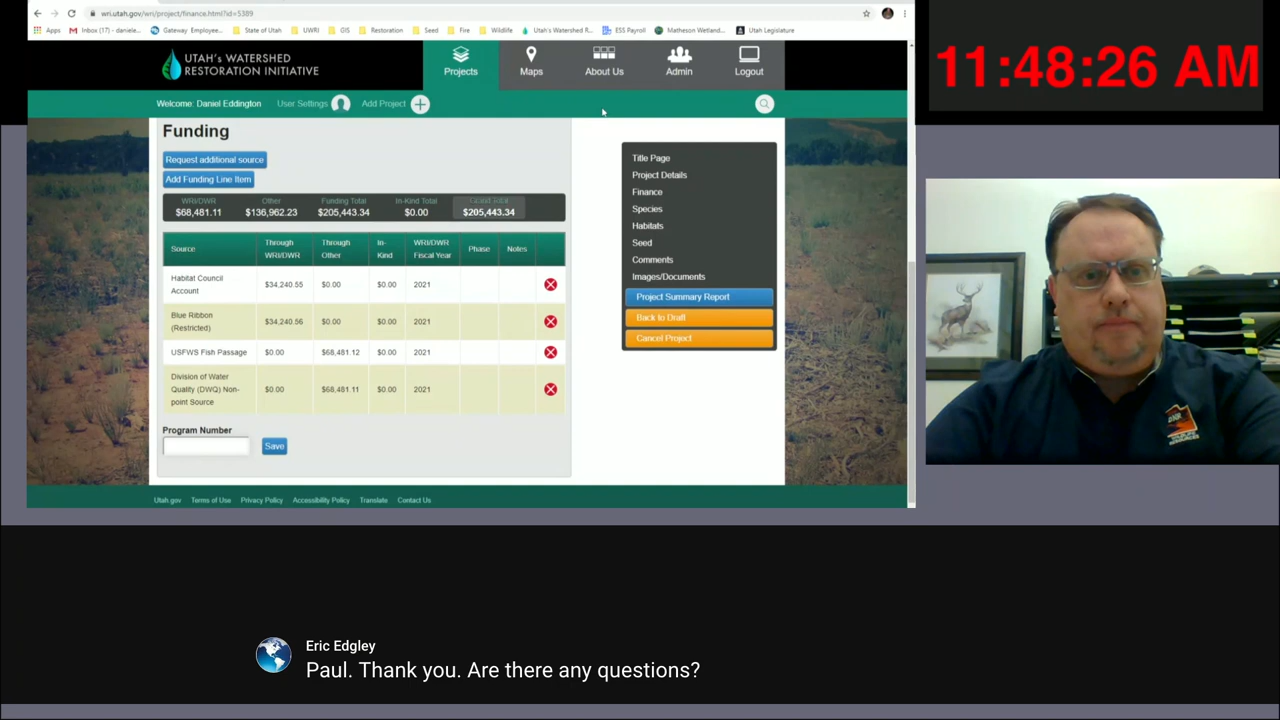 wri.utah.gov/wri/project/finance.html?id=5389
Apps Inbox (17) - daniele... Gateway Employee... State of Utah UWRI GIS Restoration Seed Fire Wildlife Utah's Watershed R... ESS Payroll Matheson Wetland... Utah Legislature
11:48:26 AM
UTAH'S WATERSHED
RESTORATION INITIATIVE
Projects Maps About Us Admin Logout
Welcome: Daniel Eddington User Settings Add Project
Funding
Request additional source
Add Funding Line Item
WRI/DWR Other Funding Total In-Kind Total Grand Total
$68,481.11 $136,962.23 $205,443.34 $0.00 $205,443.34
Source Through WRI/DWR Through Other In-Kind WRI/DWR Fiscal Year Phase Notes
Habitat Council Account $34,240.55 $0.00 $0.00 2021
Blue Ribbon (Restricted) $34,240.56 $0.00 $0.00 2021
USFWS Fish Passage $0.00 $68,481.12 $0.00 2021
Division of Water Quality (DWQ) Non-point Source $0.00 $68,481.11 $0.00 2021
Program Number
Save
Title Page
Project Details
Finance
Species
Habitats
Seed
Comments
Images/Documents
Project Summary Report
Back to Draft
Cancel Project
Utah.gov Terms of Use Privacy Policy Accessibility Policy Translate Contact Us
DNR
Eric Edgley
Paul. Thank you. Are there any questions?